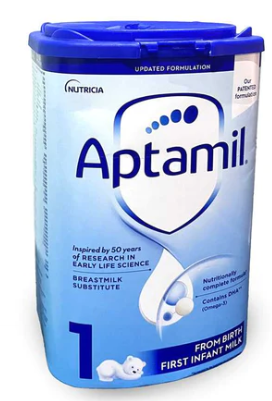 UPDATED FORMULATION
NUTRICIA
Our
PATENTED
formulation
Aptamil
Inspired by 50 years
of RESEARCH IN
EARLY LIFE SCIENCE
BREASTMILK
SUBSTITUTE
Nutritionally
complete formula
Contains DHA
(Omega-3)
1
FROM BIRTH
FIRST INFANT MILK